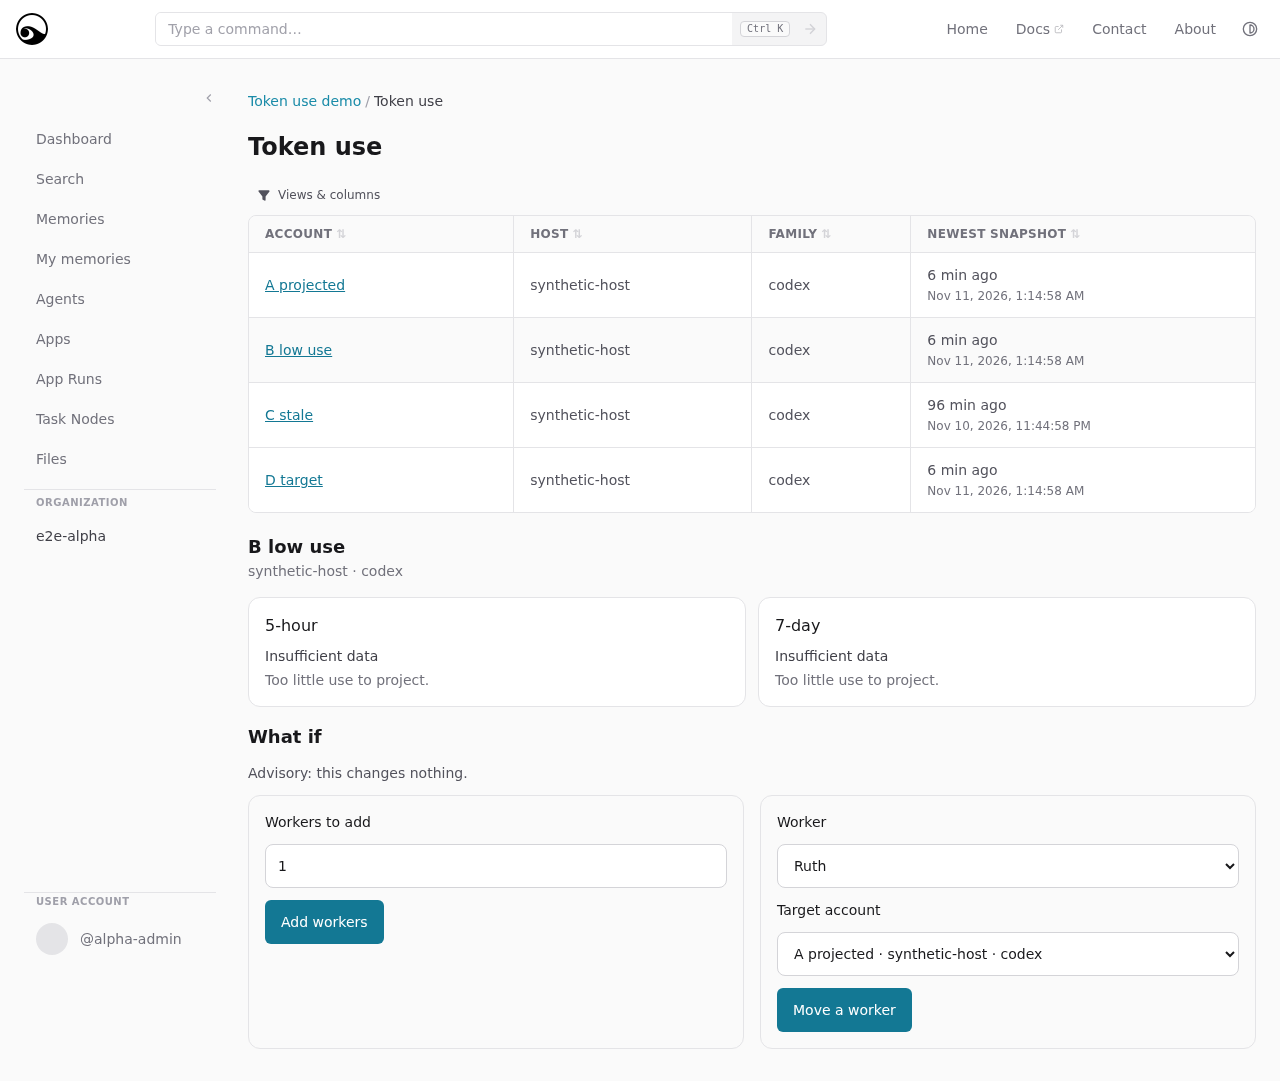 Type a command... Ctrl K
Home Docs Contact About
Dashboard
Search
Memories
My memories
Agents
Apps
App Runs
Task Nodes
Files
ORGANIZATION
e2e-alpha
USER ACCOUNT
@alpha-admin
Token use demo / Token use
Token use
Views & columns
ACCOUNT HOST FAMILY NEWEST SNAPSHOT
A projected synthetic-host codex 6 min ago
Nov 11, 2026, 1:14:58 AM
B low use synthetic-host codex 6 min ago
Nov 11, 2026, 1:14:58 AM
C stale synthetic-host codex 96 min ago
Nov 10, 2026, 11:44:58 PM
D target synthetic-host codex 6 min ago
Nov 11, 2026, 1:14:58 AM
B low use
synthetic-host · codex
5-hour
Insufficient data
Too little use to project.
7-day
Insufficient data
Too little use to project.
What if
Advisory: this changes nothing.
Workers to add
1
Add workers
Worker
Ruth
Target account
A projected · synthetic-host · codex
Move a worker